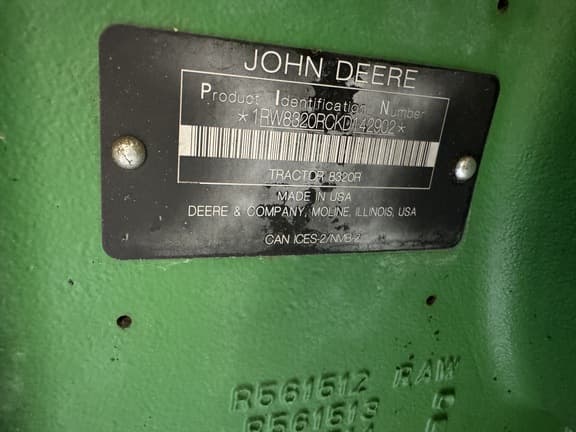 JOHN DEERE
Product Identification Number
*1RW8320RCKD142902*
TRACTOR 8320R
MADE IN USA
DEERE & COMPANY, MOLINE, ILLINOIS, USA
CAN ICES-2/NMB-2
R561512 RAW
R561513